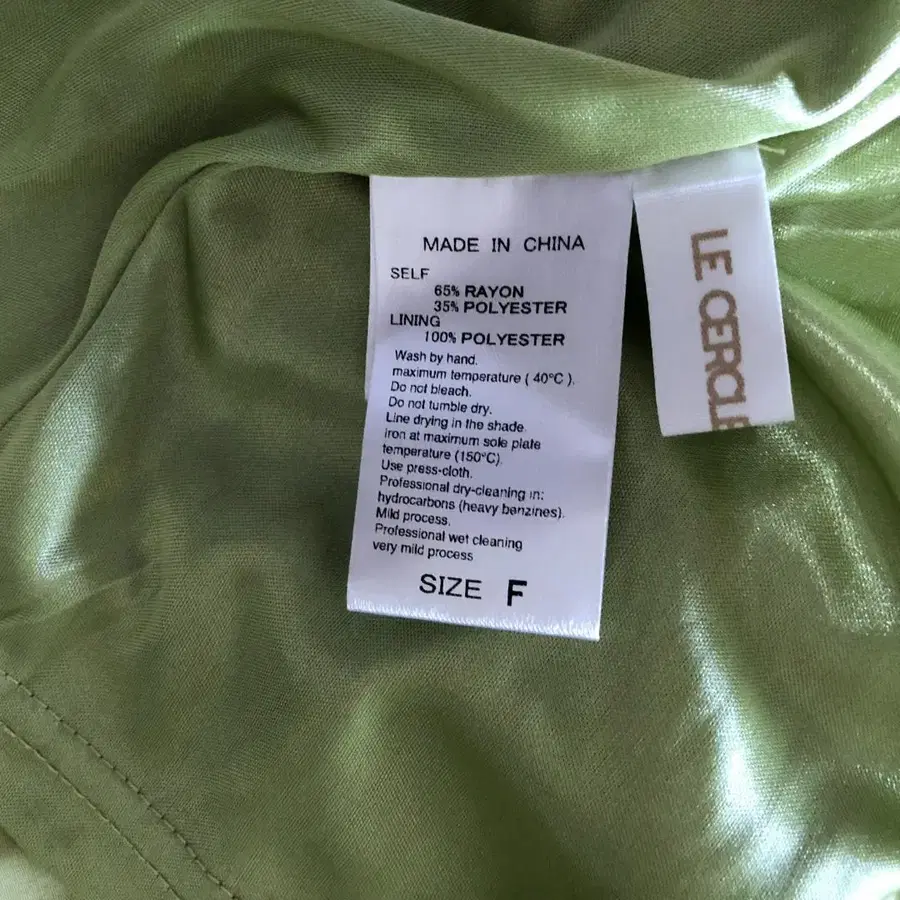 MADE IN CHINA
SELF
65% RAYON
35% POLYESTER
LINING
100% POLYESTER
Wash by hand.
maximum temperature ( 40°C ).
Do not bleach.
Do not tumble dry.
Line drying in the shade.
iron at maximum sole plate
temperature (150°C).
Use press-cloth.
Professional dry-cleaning in:
hydrocarbons (heavy benzines).
Mild process.
Professional wet cleaning
very mild process
SIZE F
LE CERCLE